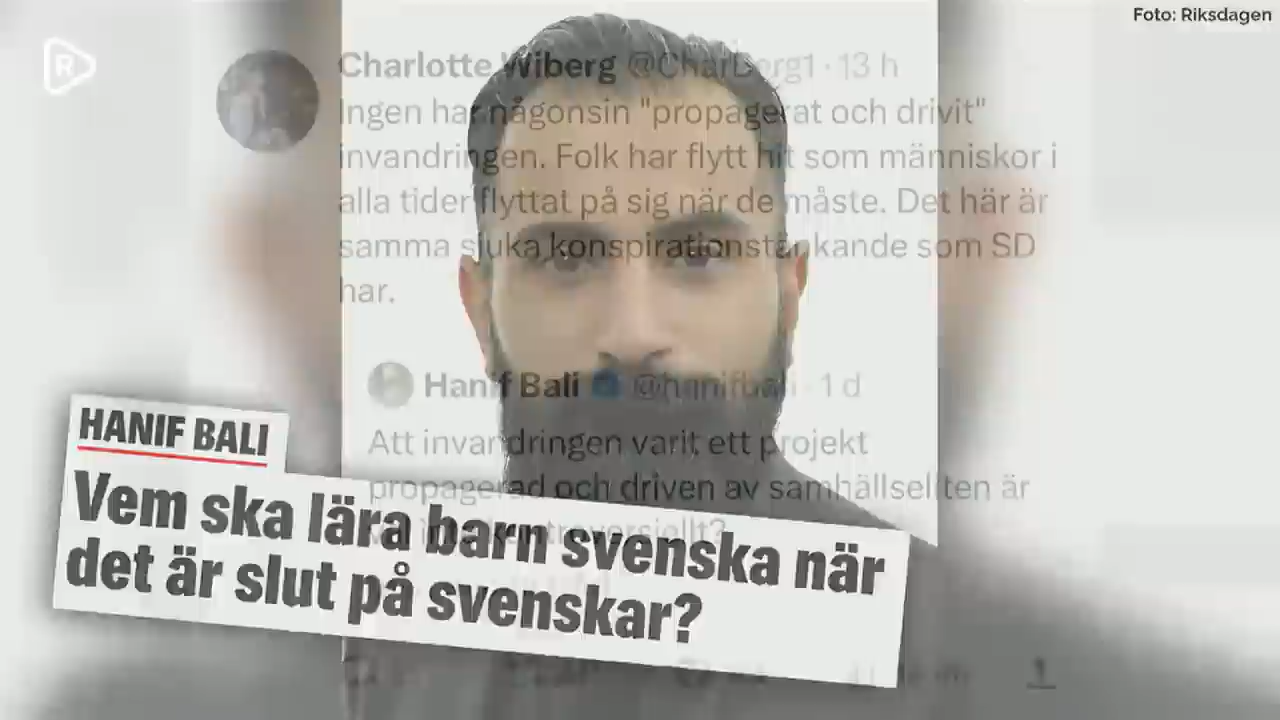 Foto: Riksdagen
R
Charlotte Wiberg @CharBerg1 · 13 h
Ingen har någonsin "propagerat och drivit"
invandringen. Folk har flytt hit som människor i
alla tider flyttat på sig när de måste. Det här är
samma sjuka konspirationstänkande som SD
har.
Hanif Bali @hanifbali · 1 d
Att invandringen varit ett projekt
propagerad och driven av samhällseliten är
kontroversiellt?
HANIF BALI
Vem ska lära barn svenska när
det är slut på svenskar?